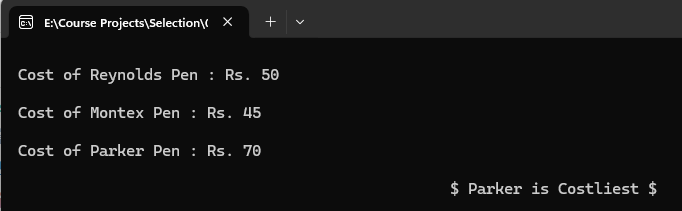 E:\Course Projects\Selection\(
Cost of Reynolds Pen : Rs. 50
Cost of Montex Pen : Rs. 45
Cost of Parker Pen : Rs. 70
$ Parker is Costliest $